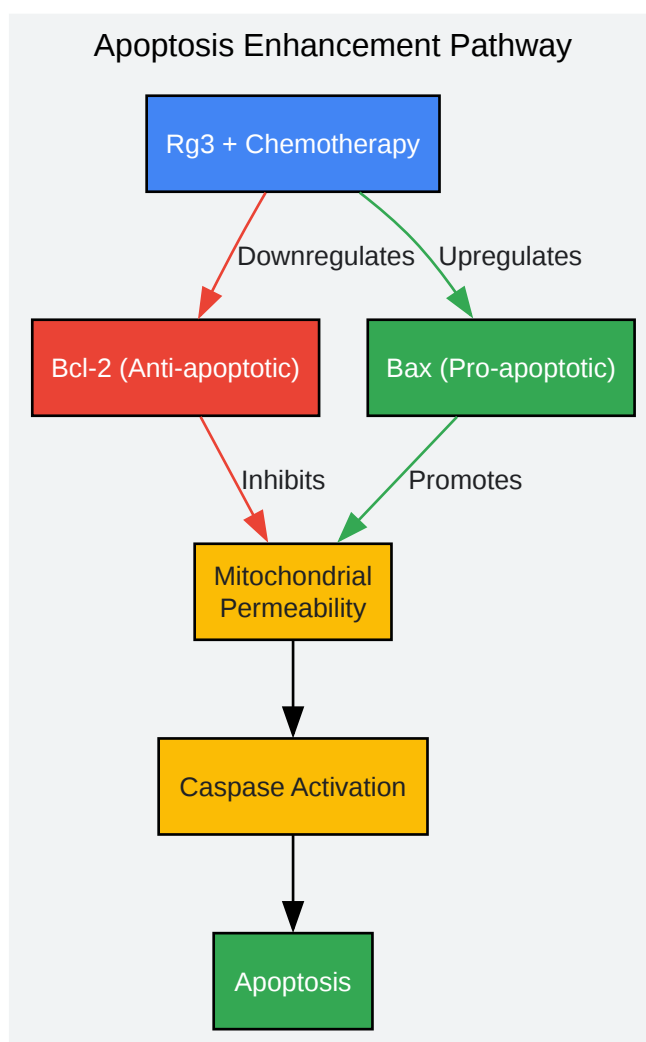 Apoptosis Enhancement Pathway
Rg3 + Chemotherapy
Downregulates
Upregulates
Bcl-2 (Anti-apoptotic)
Bax (Pro-apoptotic)
Inhibits
Promotes
Mitochondrial
Permeability
Caspase Activation
Apoptosis